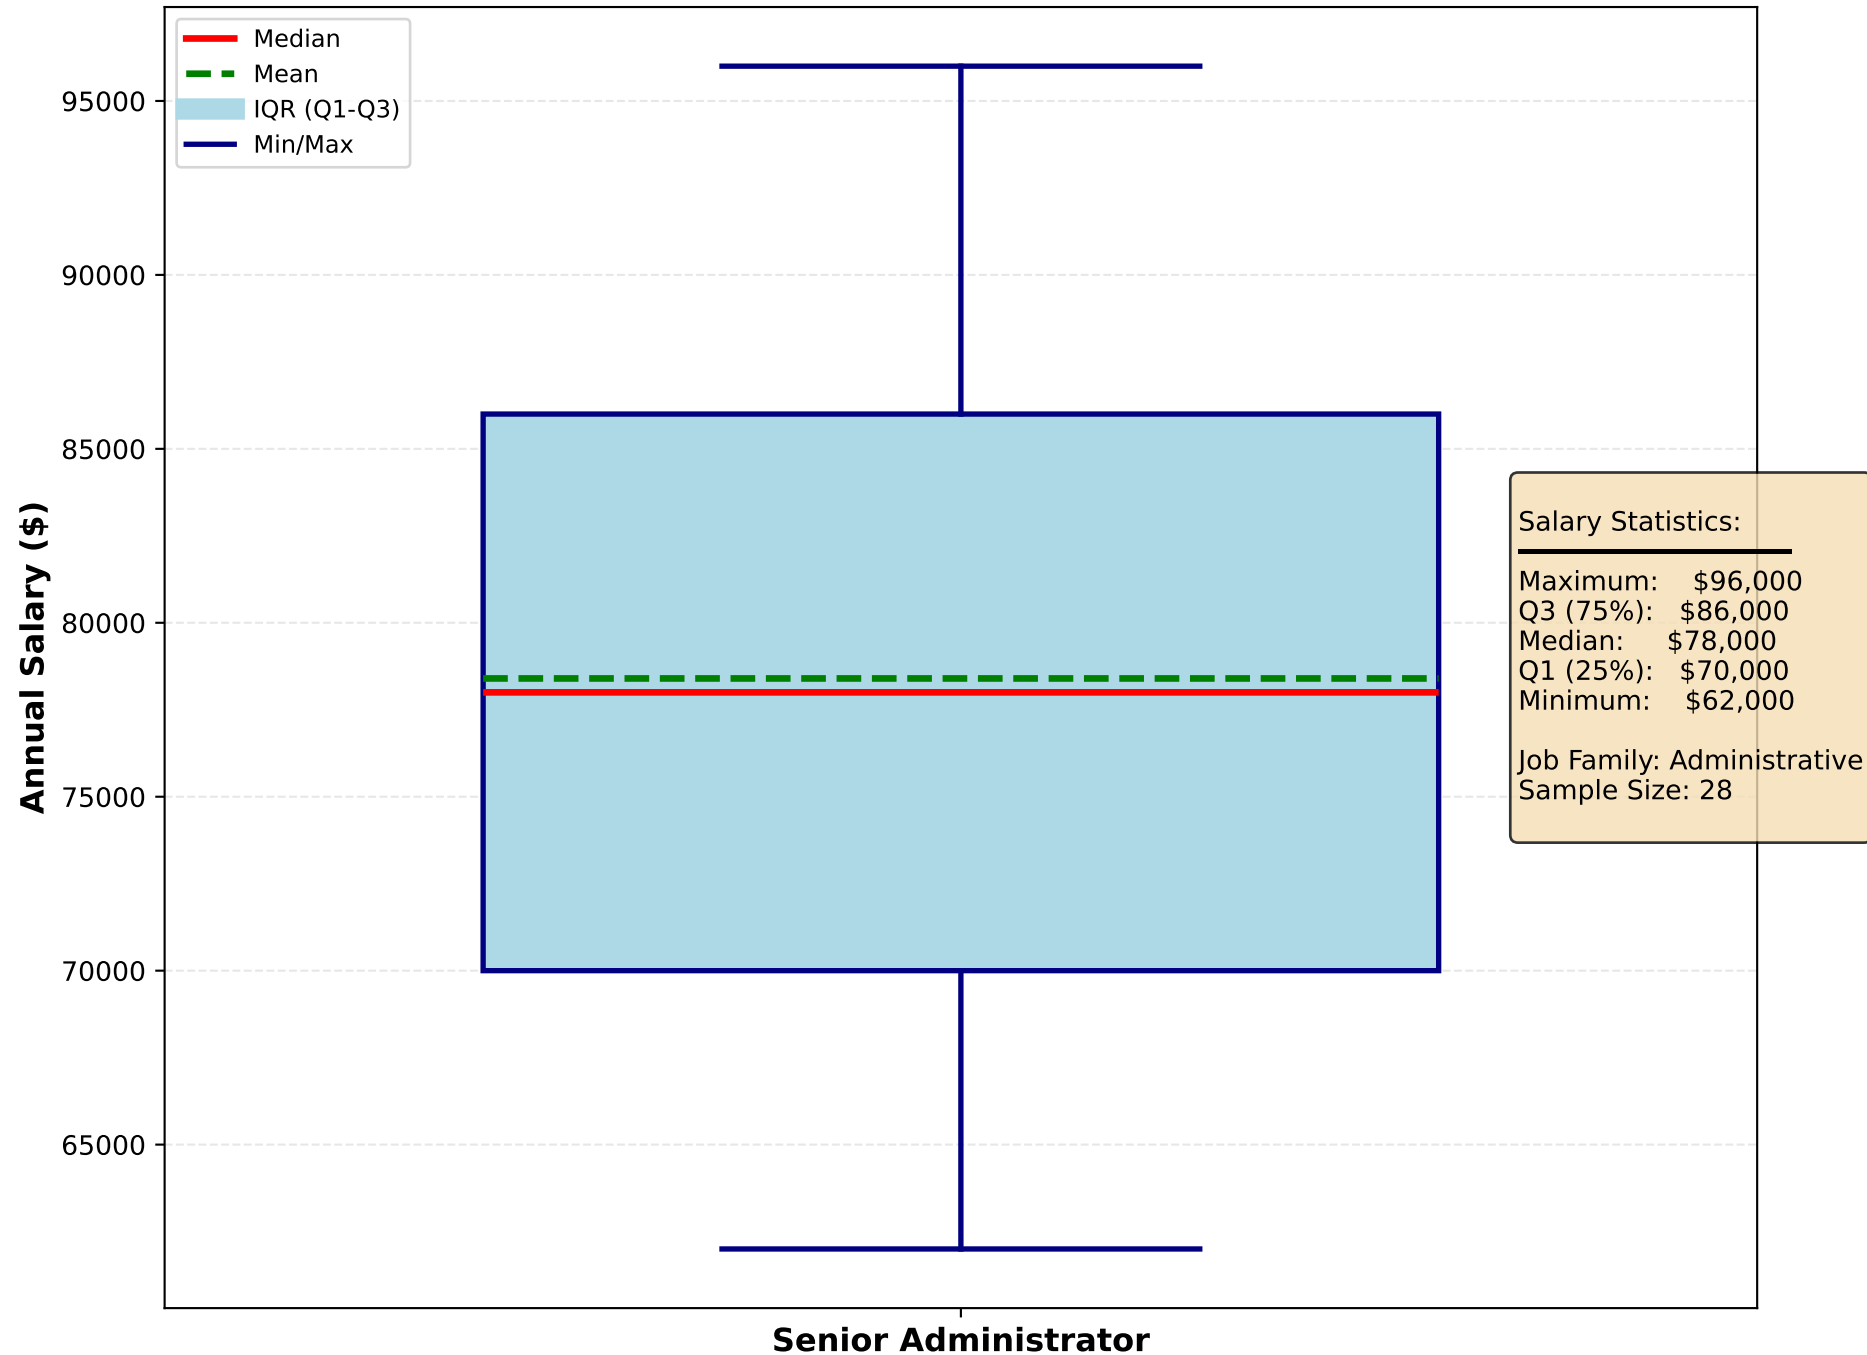 Median
Mean
IQR (Q1-Q3)
Min/Max
95000
90000
85000
80000
75000
70000
65000
Annual Salary ($)
Senior Administrator
Salary Statistics:
Maximum: $96,000
Q3 (75%): $86,000
Median: $78,000
Q1 (25%): $70,000
Minimum: $62,000
Job Family: Administrative
Sample Size: 28